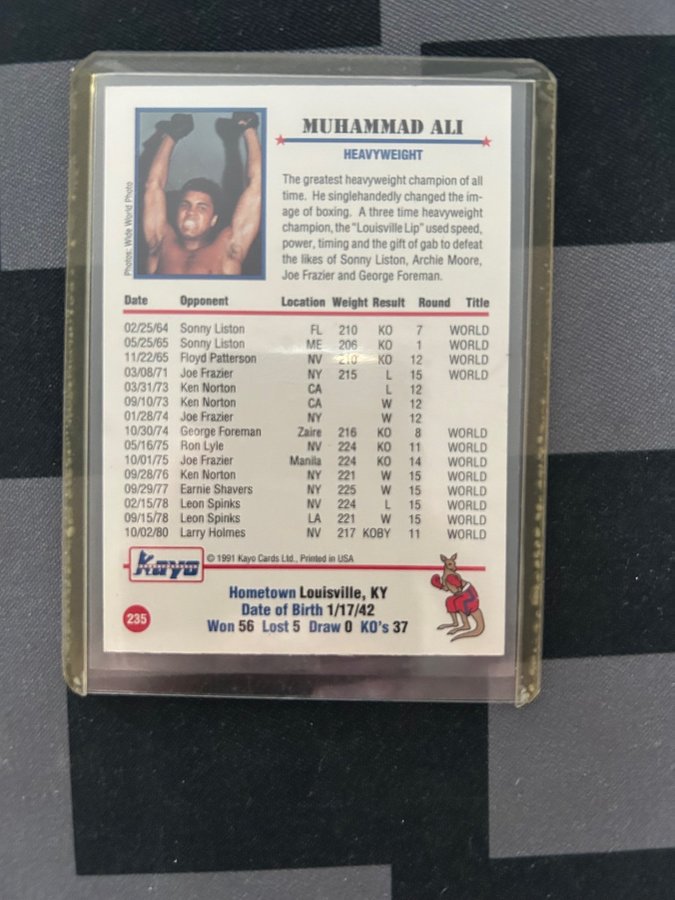 MUHAMMAD ALI
HEAVYWEIGHT
The greatest heavyweight champion of all
time. He singlehandedly changed the im-
age of boxing. A three time heavyweight
champion, the "Louisville Lip" used speed,
power, timing and the gift of gab to defeat
the likes of Sonny Liston, Archie Moore,
Joe Frazier and George Foreman.
Photos: Wide World Photo
Date Opponent Location Weight Result Round Title
02/25/64 Sonny Liston FL 210 KO 7 WORLD
05/25/65 Sonny Liston ME 206 KO 1 WORLD
11/22/65 Floyd Patterson NV 210 KO 12 WORLD
03/08/71 Joe Frazier NY 215 L 15 WORLD
03/31/73 Ken Norton CA L 12
09/10/73 Ken Norton CA W 12
01/28/74 Joe Frazier NY W 12
10/30/74 George Foreman Zaire 216 KO 8 WORLD
05/16/75 Ron Lyle NV 224 KO 11 WORLD
10/01/75 Joe Frazier Manila 224 KO 14 WORLD
09/28/76 Ken Norton NY 221 W 15 WORLD
09/29/77 Earnie Shavers NY 225 W 15 WORLD
02/15/78 Leon Spinks NV 224 L 15 WORLD
09/15/78 Leon Spinks LA 221 W 15 WORLD
10/02/80 Larry Holmes NV 217 KOBY 11 WORLD
Kayo © 1991 Kayo Cards Ltd., Printed in USA
Hometown Louisville, KY
Date of Birth 1/17/42
235 Won 56 Lost 5 Draw 0 KO's 37